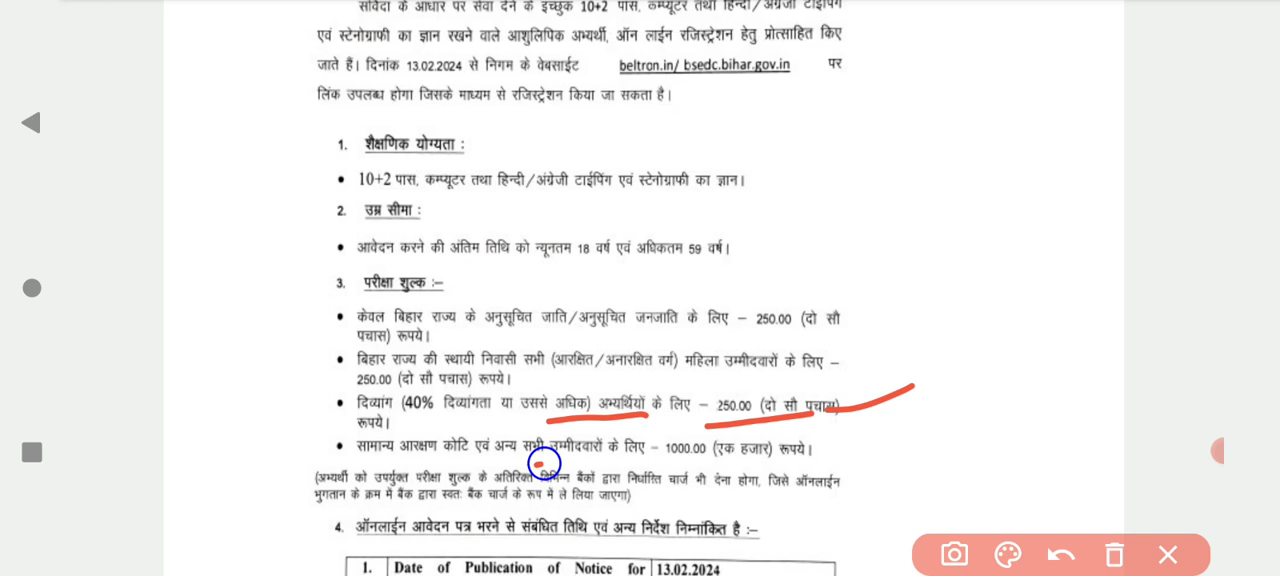 संविदा के आधार पर सेवा देने के इच्छुक 10+2 पास, कम्प्यूटर तथा हिन्दी/अंग्रेजी टाईपिंग
एवं स्टेनोग्राफी का ज्ञान रखने वाले आशुलिपिक अभ्यर्थी, ऑन लाईन रजिस्ट्रेशन हेतु प्रोत्साहित किए
जाते हैं। दिनांक 13.02.2024 से निगम के वेबसाईट beltron.in/ bsedc.bihar.gov.in पर
लिंक उपलब्ध होगा जिसके माध्यम से रजिस्ट्रेशन किया जा सकता है।
1. शैक्षणिक योग्यता :
• 10+2 पास, कम्प्यूटर तथा हिन्दी/अंग्रेजी टाईपिंग एवं स्टेनोग्राफी का ज्ञान।
2. उम्र सीमा :
• आवेदन करने की अंतिम तिथि को न्यूनतम 18 वर्ष एवं अधिकतम 59 वर्ष।
3. परीक्षा शुल्क :–
• केवल बिहार राज्य के अनुसूचित जाति/अनुसूचित जनजाति के लिए – 250.00 (दो सौ
पचास) रूपये।
• बिहार राज्य की स्थायी निवासी सभी (आरक्षित/अनारक्षित वर्ग) महिला उम्मीदवारों के लिए –
250.00 (दो सौ पचास) रूपये।
• दिव्यांग (40% दिव्यांगता या उससे अधिक) अभ्यर्थियों के लिए – 250.00 (दो सौ पचास)
रूपये।
• सामान्य आरक्षण कोटि एवं अन्य सभी उम्मीदवारों के लिए – 1000.00 (एक हजार) रूपये।
(अभ्यर्थी को उपर्युक्त परीक्षा शुल्क के अतिरिक्त विभिन्न बैंकों द्वारा निर्धारित चार्ज भी देना होगा, जिसे ऑनलाईन
भुगतान के क्रम में बैंक द्वारा स्वतः बैंक चार्ज के रूप में ले लिया जाएगा)
4. ऑनलाईन आवेदन पत्र भरने से संबंधित तिथि एवं अन्य निर्देश निम्नांकित है :–
1. Date of Publication of Notice for 13.02.2024